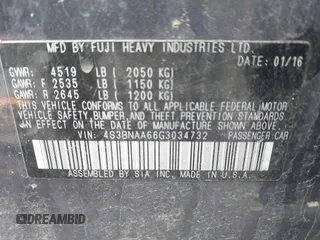 MFD BY FUJI HEAVY INDUSTRIES LTD.
DATE: 01/16
GVWR: 4519 LB ( 2050 KG)
GAWR: F 2535 LB ( 1150 KG)
GAWR: R 2645 LB ( 1200 KG)
THIS VEHICLE CONFORMS TO ALL APPLICABLE FEDERAL MOTOR
VEHICLE SAFETY, BUMPER, AND THEFT PREVENTION STANDARDS
IN EFFECT ON THE DATE OF MANUFACTURE SHOWN ABOVE.
VIN: 4S3BNAA66G3034732 PASSENGER CAR
ASSEMBLED BY SIA INC, MADE IN U.S.A.
COPART